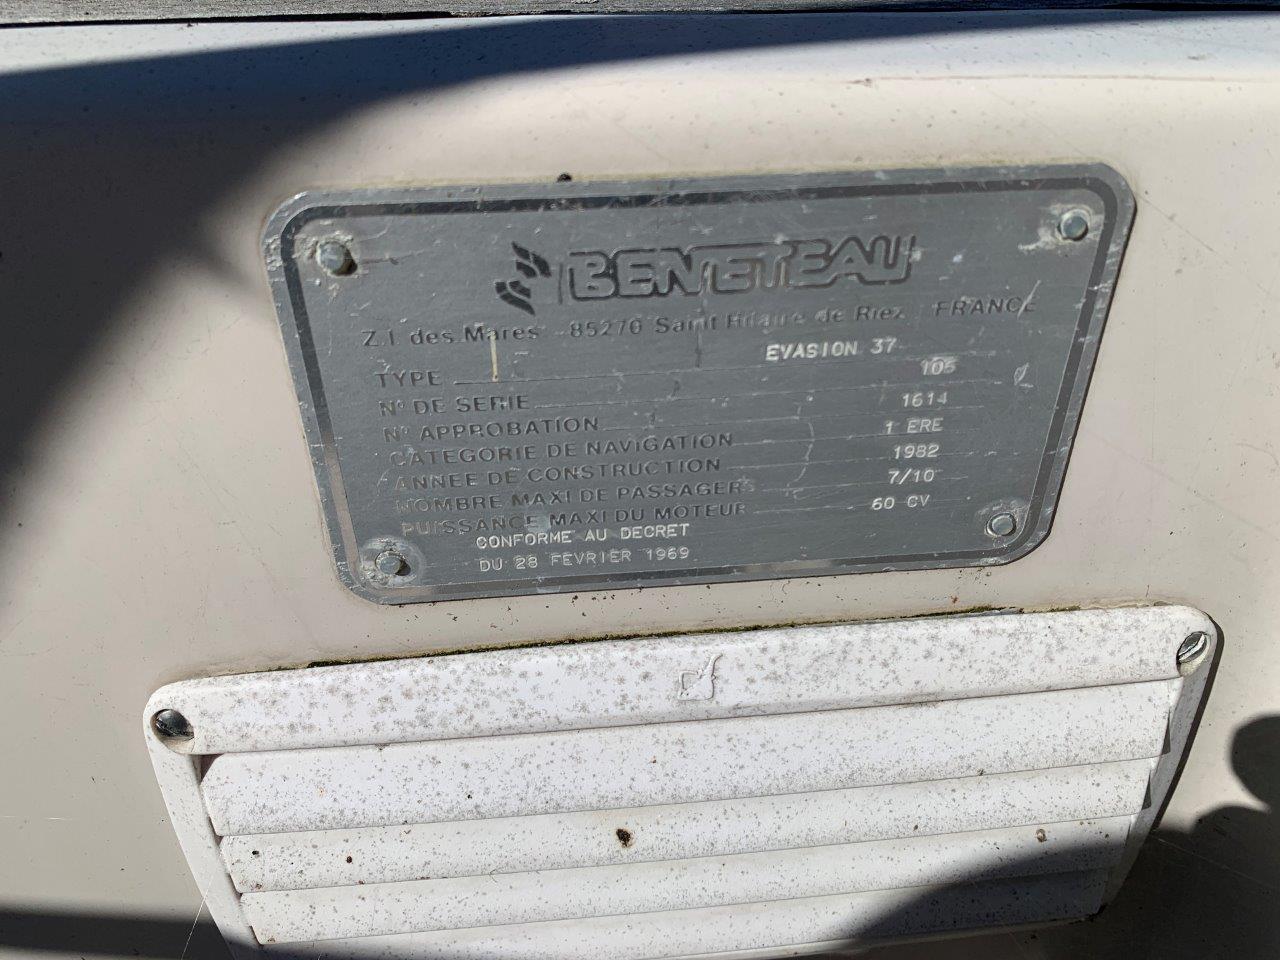 BENETEAU
Z.I. des Mares 85270 Saint Hilaire de Riez FRANCE
TYPE EVASION 37
N° DE SERIE 105
N° APPROBATION 1614
CATEGORIE DE NAVIGATION 1 ERE
ANNEE DE CONSTRUCTION 1982
NOMBRE MAXI DE PASSAGERS 7/10
PUISSANCE MAXI DU MOTEUR 60 CV
CONFORME AU DECRET
DU 28 FEVRIER 1969